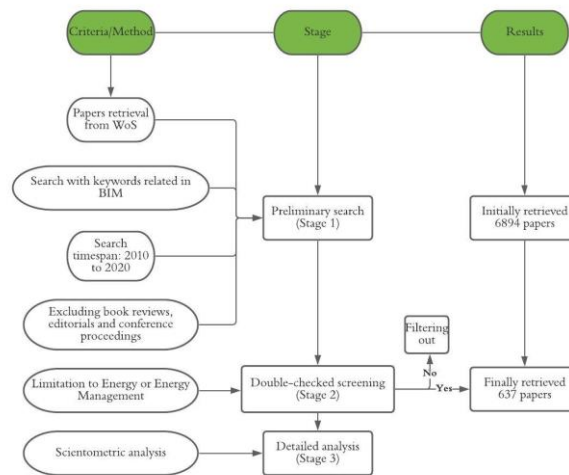 Criteria/Method
Stage
Results
Papers retrieval
from WoS
Search with keywords related in
BIM
Preliminary search
(Stage 1)
Initially retrieved
6894 papers
Search
timespan: 2010
to 2020
Excluding book reviews,
editorials and conference
proceedings
Filtering
out
No
Limitation to Energy or Energy
Management
Double-checked screening
(Stage 2)
Yes
Finally retrieved
637 papers
Scientometric analysis
Detailed analysis
(Stage 3)